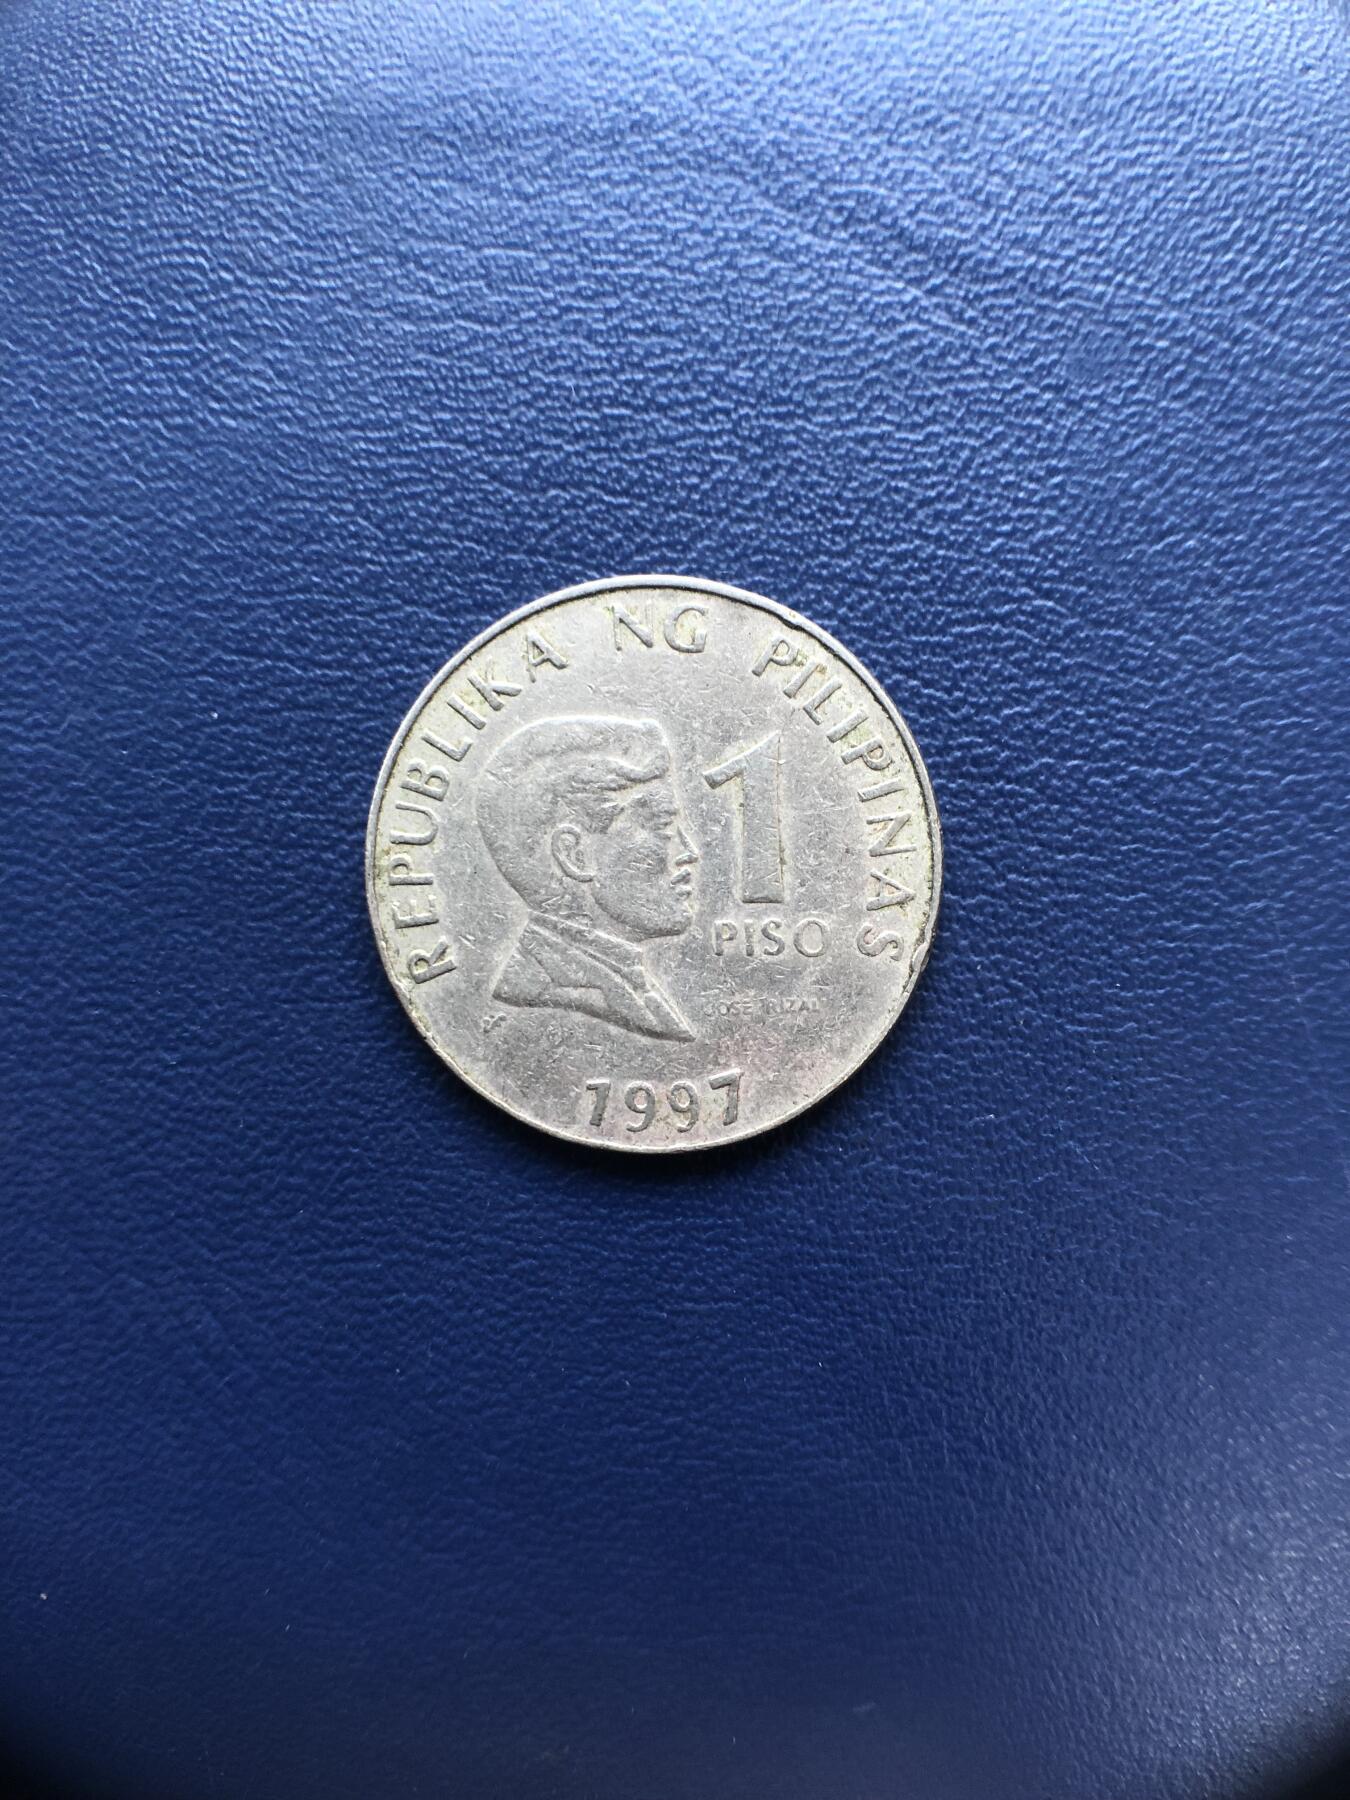 REPUBLIKA NG PILIPINAS
1
PISO
JOSE RIZAL
1997